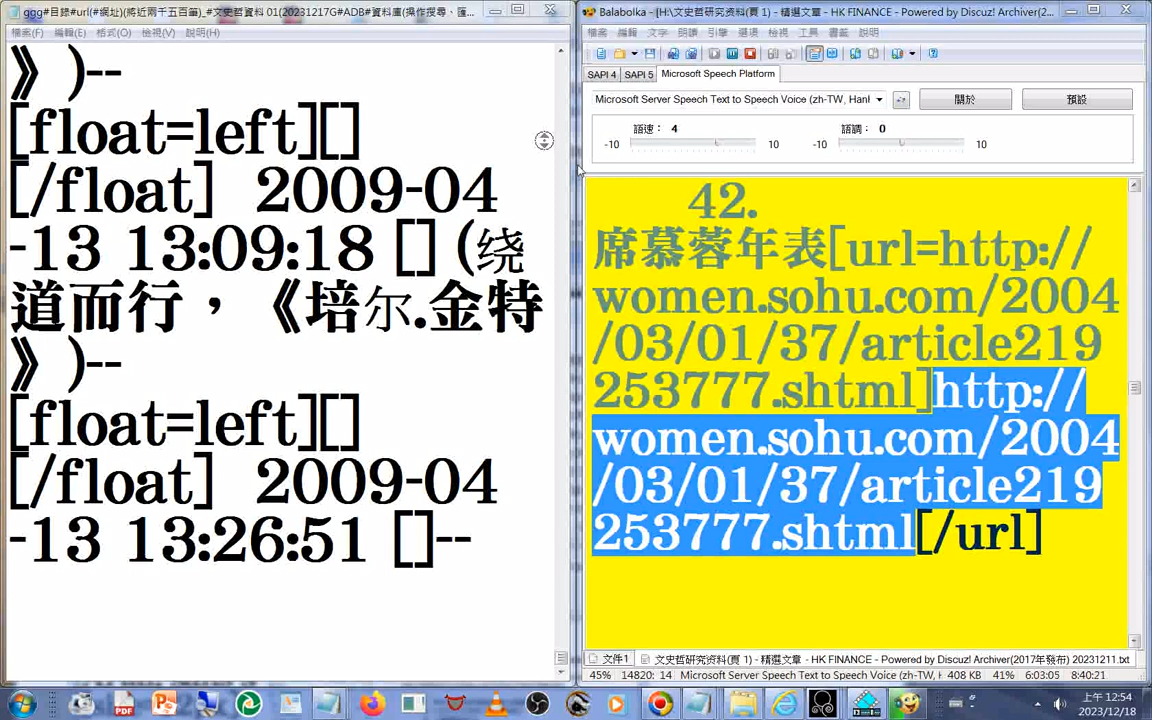 ggg#目錄#url(#網址)(將近兩千五百筆)_#文史哲資料 01(20231217G#ADB#資料庫(操作搜尋、匯...
檔案(F) 編輯(E) 格式(O) 檢視(V) 說明(H)
》)--
[float=left][]
[/float] 2009-04
-13 13:09:18 [] (绕
道而行，《培尔.金特
》)--
[float=left][]
[/float] 2009-04
-13 13:26:51 []--
Balabolka - [H:\文史哲研究资料(頁 1) - 精選文章 - HK FINANCE - Powered by Discuz! Archiver(2...
檔案 編輯 文字 朗讀 引擎 選項 檢視 工具 書籤 說明
SAPI 4 SAPI 5 Microsoft Speech Platform
Microsoft Server Speech Text to Speech Voice (zh-TW, Hanl 關於 預設
語速： 4 語調： 0
-10 10 -10 10
42.
席慕蓉年表[url=http://
women.sohu.com/2004
/03/01/37/article219
253777.shtml]http://
women.sohu.com/2004
/03/01/37/article219
253777.shtml[/url]
文件1 文史哲研究资料(頁 1) - 精選文章 - HK FINANCE - Powered by Discuz! Archiver(2017年發布) 20231211.txt
45% 14820: 14 Microsoft Server Speech Text to Speech Voice (zh-TW, H 408 KB 41% 6:03:05 8:40:21
上午 12:54
2023/12/18